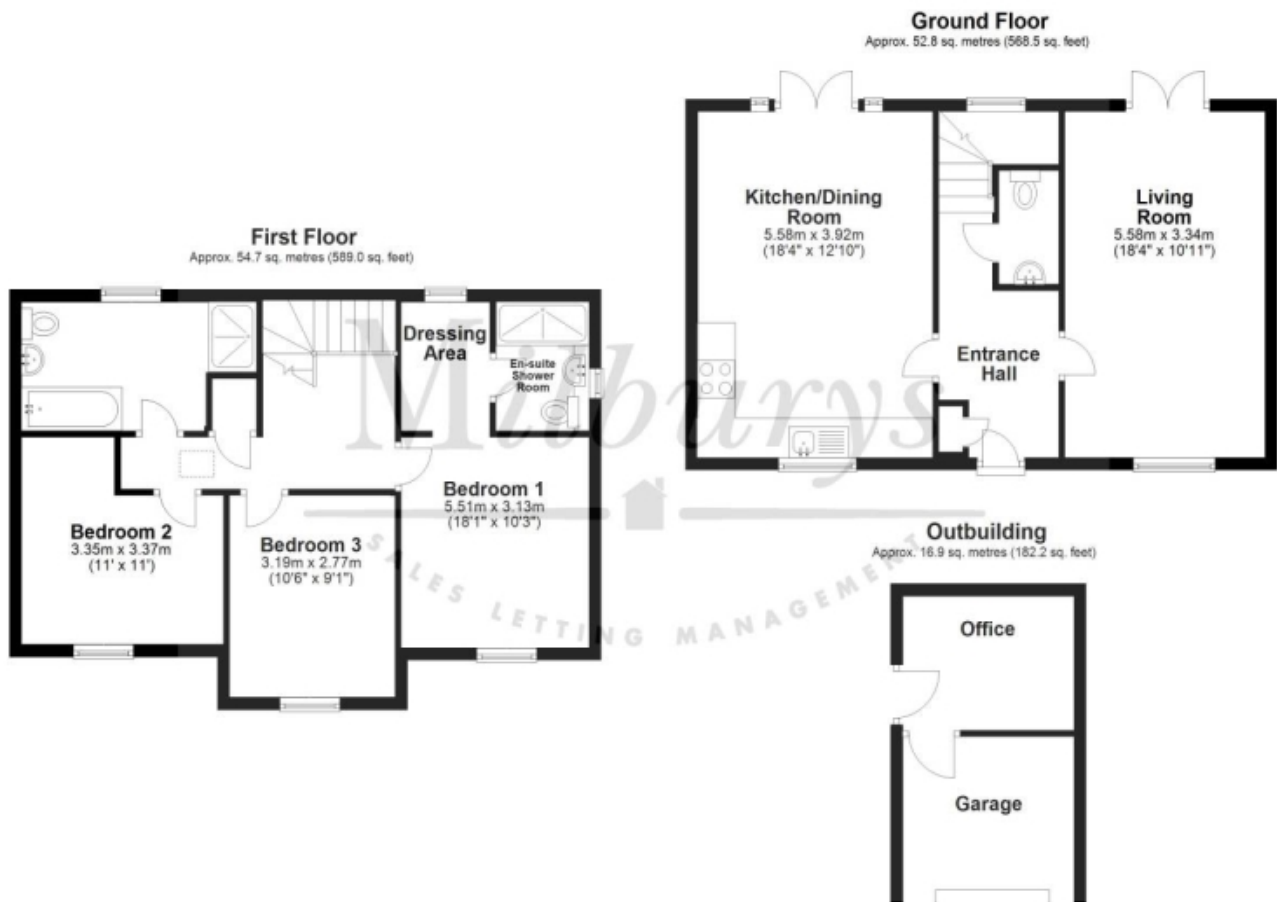 Ground Floor
Approx. 52.8 sq. metres (568.5 sq. feet)
Kitchen/Dining
Room
5.58m x 3.92m
(18'4" x 12'10")
Living
Room
5.58m x 3.34m
(18'4" x 10'11")
Entrance
Hall
First Floor
Approx. 54.7 sq. metres (589.0 sq. feet)
Dressing
Area
En-suite
Shower
Room
Bedroom 1
5.51m x 3.13m
(18'1" x 10'3")
Bedroom 2
3.35m x 3.37m
(11' x 11')
Bedroom 3
3.19m x 2.77m
(10'6" x 9'1")
Outbuilding
Approx. 16.9 sq. metres (182.2 sq. feet)
Office
Garage
Milburys
SALES LETTING MANAGEMENT